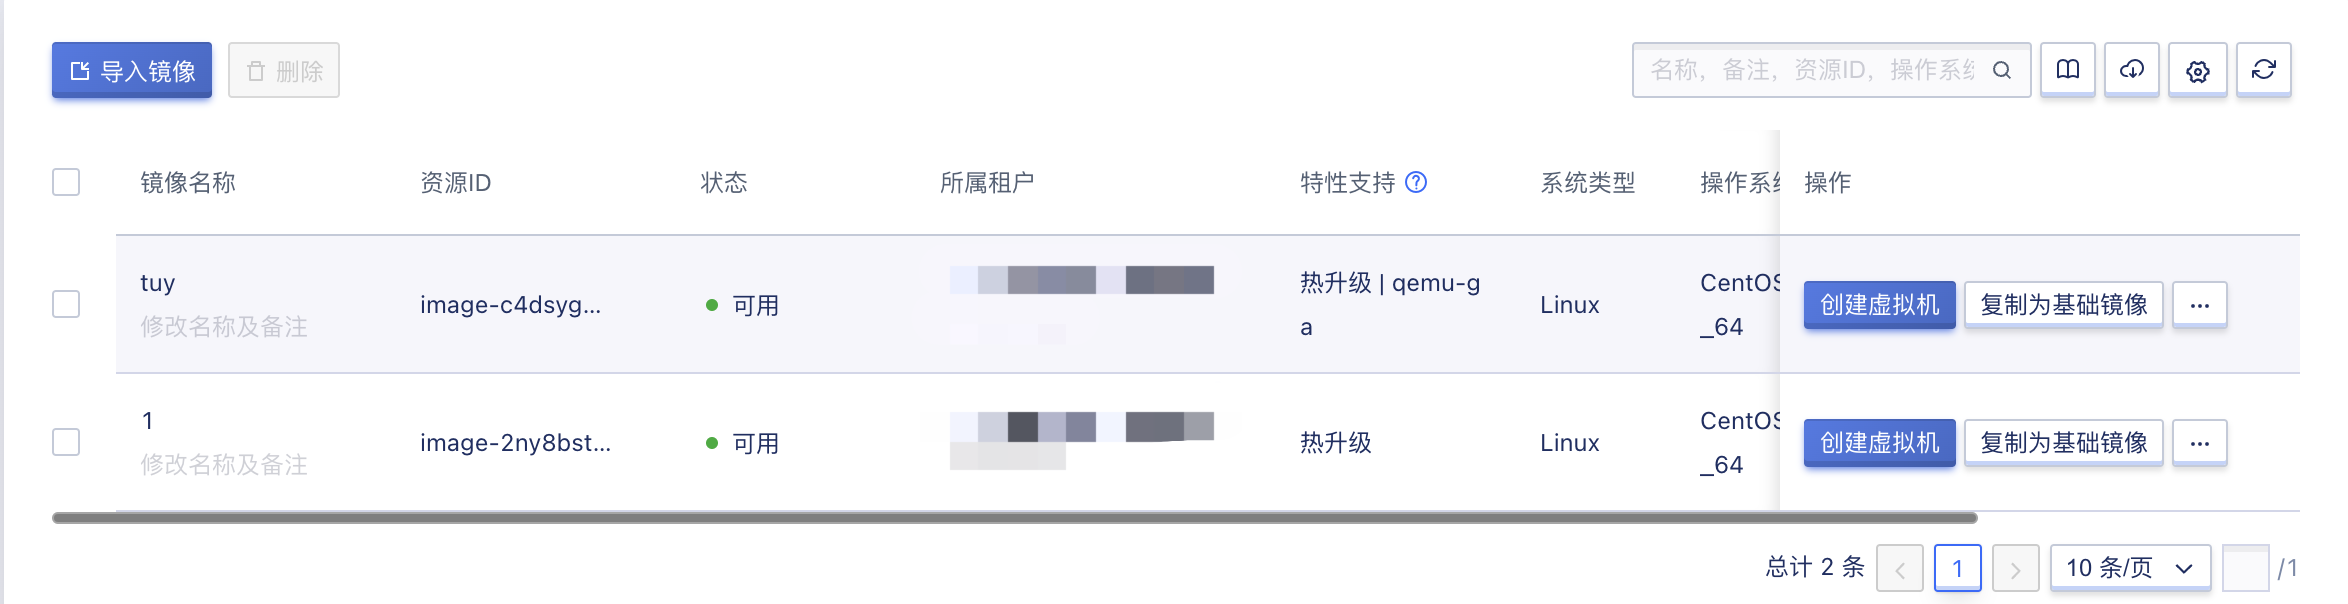 导入镜像
删除
名称，备注，资源ID，操作系统
镜像名称
资源ID
状态
所属租户
特性支持
系统类型
操作系统
操作
tuy
修改名称及备注
image-c4dsyg...
可用
热升级 | qemu-g
a
Linux
CentOS
_64
创建虚拟机
复制为基础镜像
...
1
修改名称及备注
image-2ny8bst...
可用
热升级
Linux
CentOS
_64
创建虚拟机
复制为基础镜像
...
总计 2 条
1
10 条/页
/1